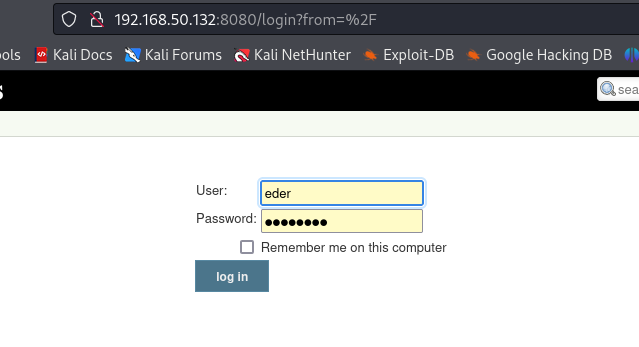 192.168.50.132:8080/login?from=%2F
ols Kali Docs Kali Forums Kali NetHunter Exploit-DB Google Hacking DB
s sea
User: eder
Password: ●●●●●●●●
Remember me on this computer
log in